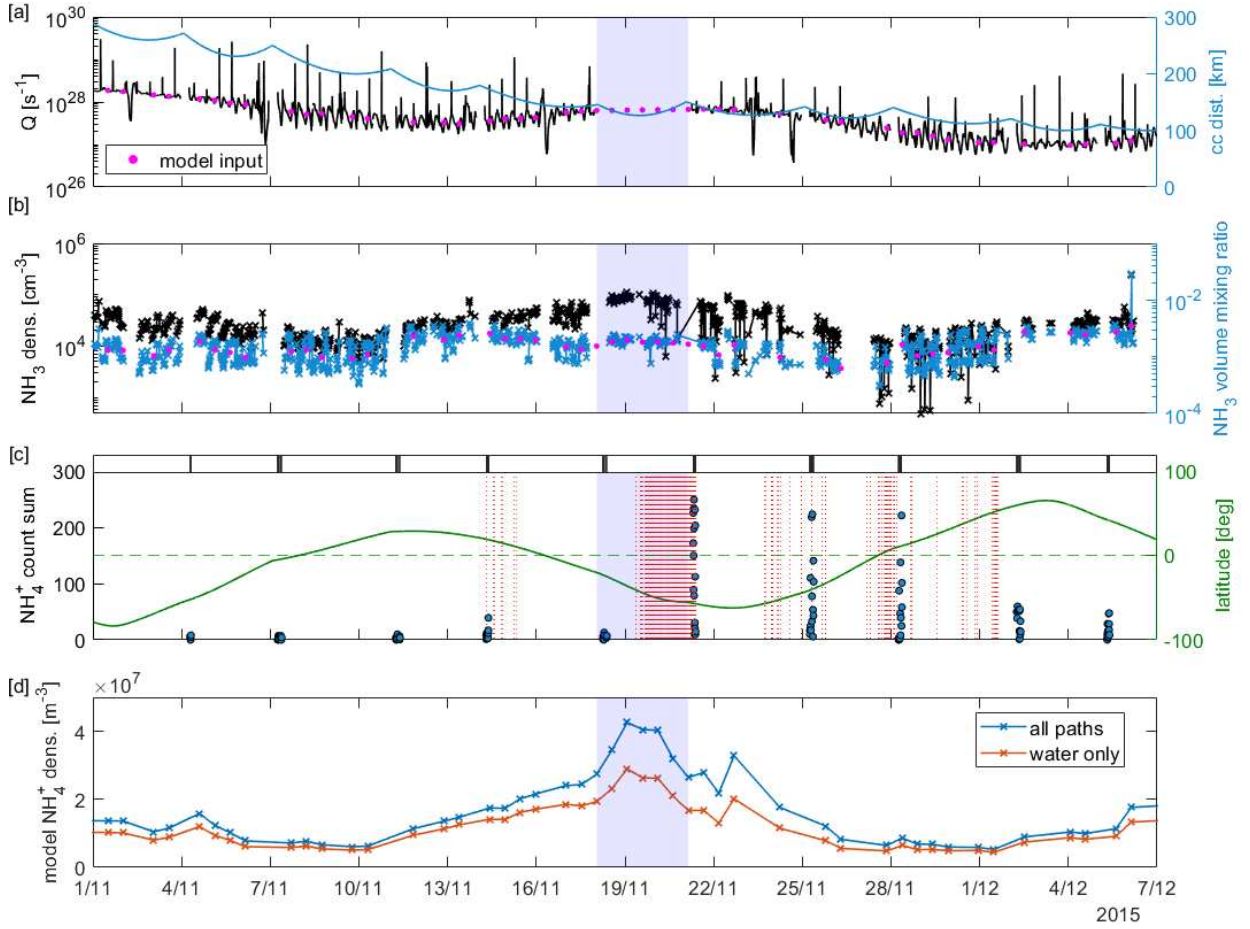 [a]
10^30
10^28
10^26
Q [s^-1]
model input
300
200
100
0
cc dist. [km]
[b]
10^6
10^4
NH_3 dens. [cm^-3]
10^-2
10^-4
NH_3 volume mixing ratio
[c]
300
200
100
0
NH_4^+ count sum
100
0
-100
latitude [deg]
[d]
×10^7
4
2
0
model NH_4^+ dens. [m^-3]
all paths
water only
1/11 4/11 7/11 10/11 13/11 16/11 19/11 22/11 25/11 28/11 1/12 4/12 7/12
2015